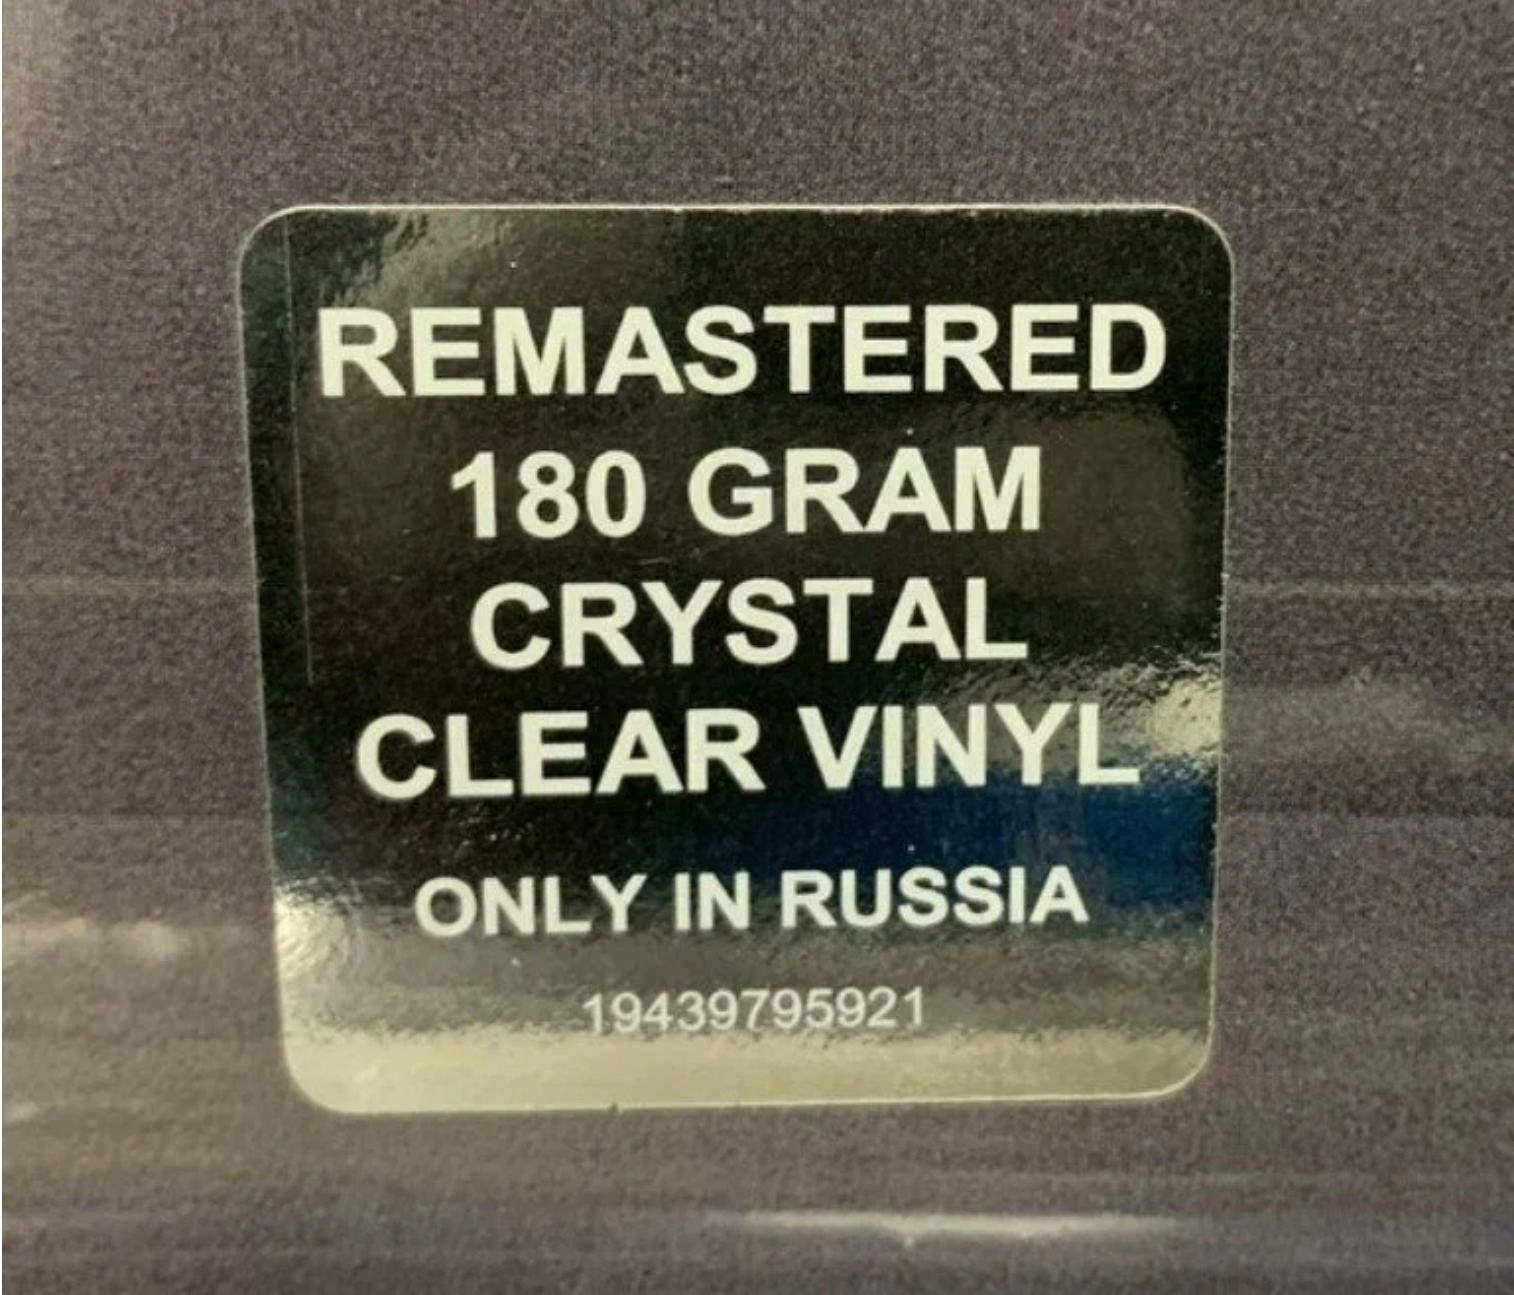 REMASTERED
180 GRAM
CRYSTAL
CLEAR VINYL
ONLY IN RUSSIA
19439795921